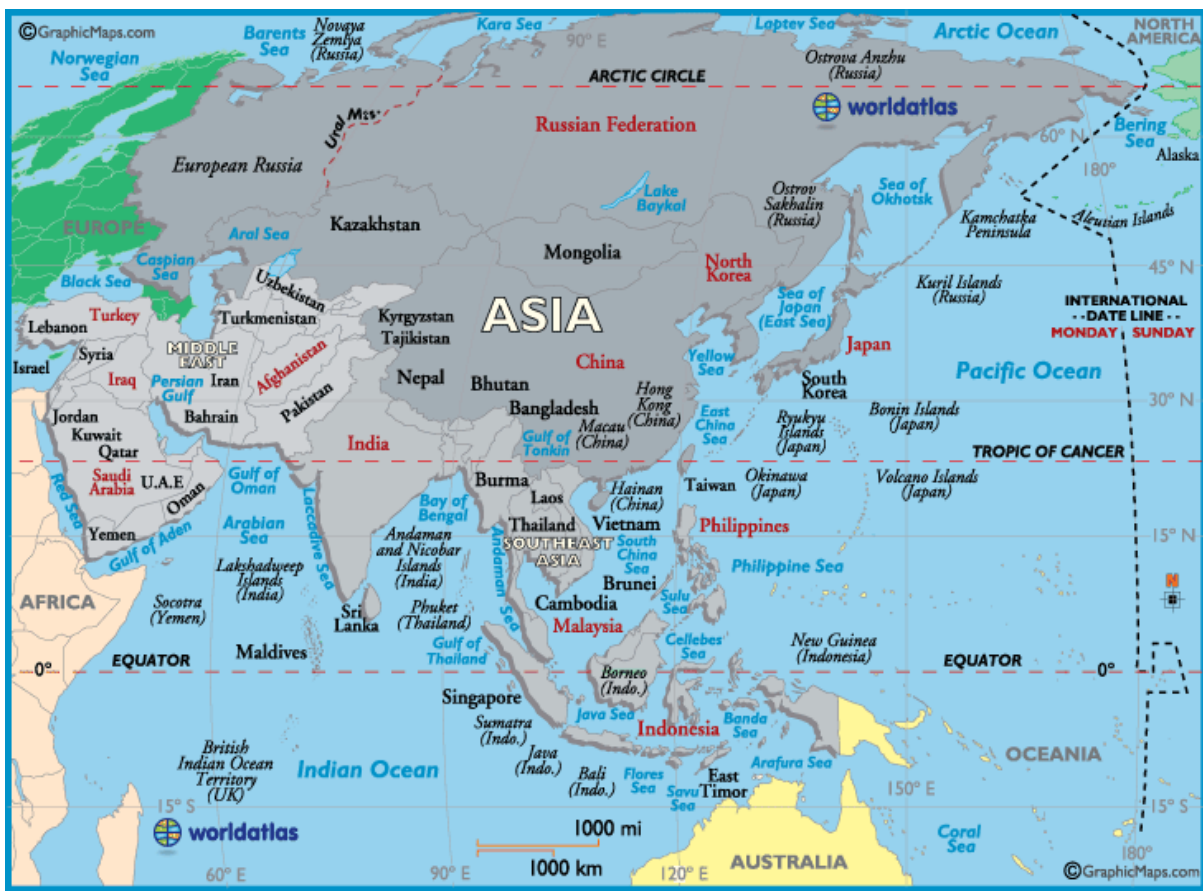 ©GraphicMaps.com
Norwegian
Sea
Barents
Sea
Novaya
Zemlya
(Russia)
Kara Sea
90° E
Laptev Sea
Arctic Ocean
NORTH
AMERICA
ARCTIC CIRCLE
Ostrova Anzhu
(Russia)
worldatlas
Ural Mts.
Russian Federation
60° N
180°
Bering
Sea
Alaska
European Russia
Lake
Baykal
Ostrov
Sakhalin
(Russia)
Sea of
Okhotsk
Kamchatka
Peninsula
Aleutian Islands
EUROPE
Kazakhstan
Aral Sea
Mongolia
North
Korea
45° N
Caspian
Sea
Black Sea
Uzbekistan
Turkmenistan
Kyrgyzstan
Tajikistan
ASIA
Sea of
Japan
(East Sea)
Kuril Islands
(Russia)
INTERNATIONAL
-- DATE LINE --
MONDAY
SUNDAY
Turkey
Lebanon
Syria
Israel
MIDDLE
EAST
Afghanistan
Iraq
Persian
Gulf
Iran
Pakistan
Nepal
Bhutan
China
Yellow
Sea
Japan
South
Korea
Pacific Ocean
30° N
Jordan
Bahrain
Kuwait
Qatar
Bangladesh
Macau
(China)
Hong
Kong
(China)
East
China
Sea
Ryukyu
Islands
(Japan)
Bonin Islands
(Japan)
India
Gulf of
Tonkin
TROPIC OF CANCER
Saudi
Arabia
U.A.E
Oman
Gulf of
Oman
Red Sea
Yemen
Gulf of Aden
Arabian
Sea
Laccadive Sea
Bay of
Bengal
Burma
Laos
Hainan
(China)
Taiwan
Okinawa
(Japan)
Volcano Islands
(Japan)
Thailand
Vietnam
Philippines
15° N
SOUTHEAST
ASIA
South
China
Sea
Philippine Sea
Andaman
and Nicobar
Islands
(India)
Andaman Sea
Lakshadweep
Islands
(India)
AFRICA
Socotra
(Yemen)
Sri
Lanka
Phuket
(Thailand)
Brunei
Cambodia
Malaysia
Sulu
Sea
N
Maldives
Gulf of
Thailand
Cellebes
Sea
New Guinea
(Indonesia)
0°
EQUATOR
EQUATOR
0°
Borneo
(Indo.)
Singapore
Sumatra
(Indo.)
Java Sea
Indonesia
Banda
Sea
OCEANIA
British
Indian Ocean
Territory
(UK)
Indian Ocean
Java
(Indo.)
Bali
(Indo.)
Flores
Sea
Savu
Sea
East
Timor
Arafura Sea
15° S
150° E
15° S
worldatlas
1000 mi
1000 km
60° E
90° E
120° E
AUSTRALIA
Coral
Sea
180°
©GraphicMaps.com